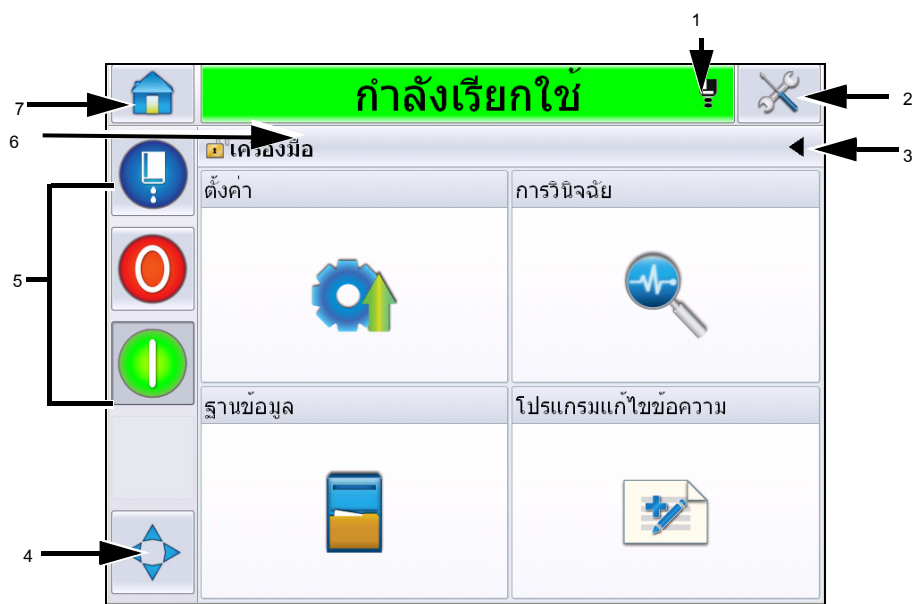 1
กำลังเรียกใช้
2
7
6
เครื่องมือ
3
ตั้งค่า
การวินิจฉัย
5
ฐานข้อมูล
โปรแกรมแก้ไขข้อความ
4